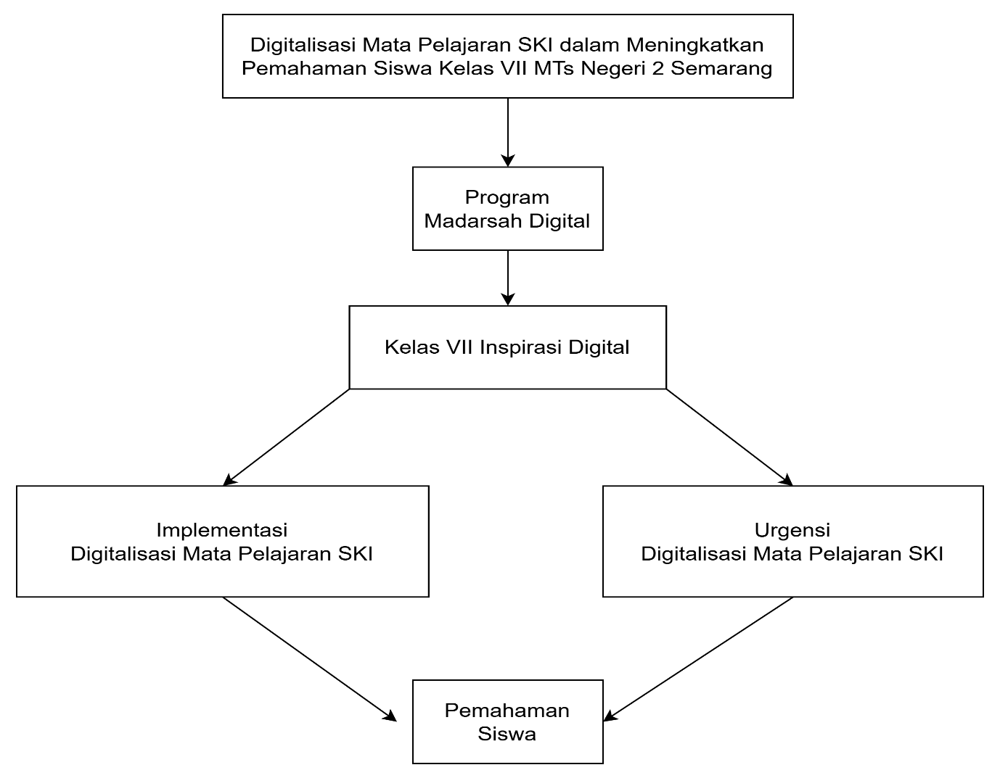 Digitalisasi Mata Pelajaran SKI dalam Meningkatkan
Pemahaman Siswa Kelas VII MTs Negeri 2 Semarang
Program
Madarsah Digital
Kelas VII Inspirasi Digital
Implementasi
Digitalisasi Mata Pelajaran SKI
Urgensi
Digitalisasi Mata Pelajaran SKI
Pemahaman
Siswa